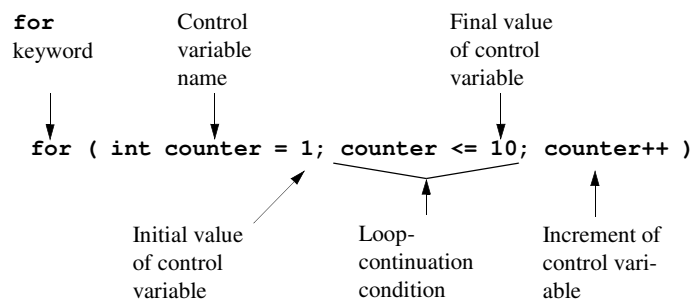 for
keyword
Control
variable
name
Final value
of control
variable
for ( int counter = 1; counter <= 10; counter++ )
Initial value
of control
variable
Loop-
continuation
condition
Increment of
control vari-
able